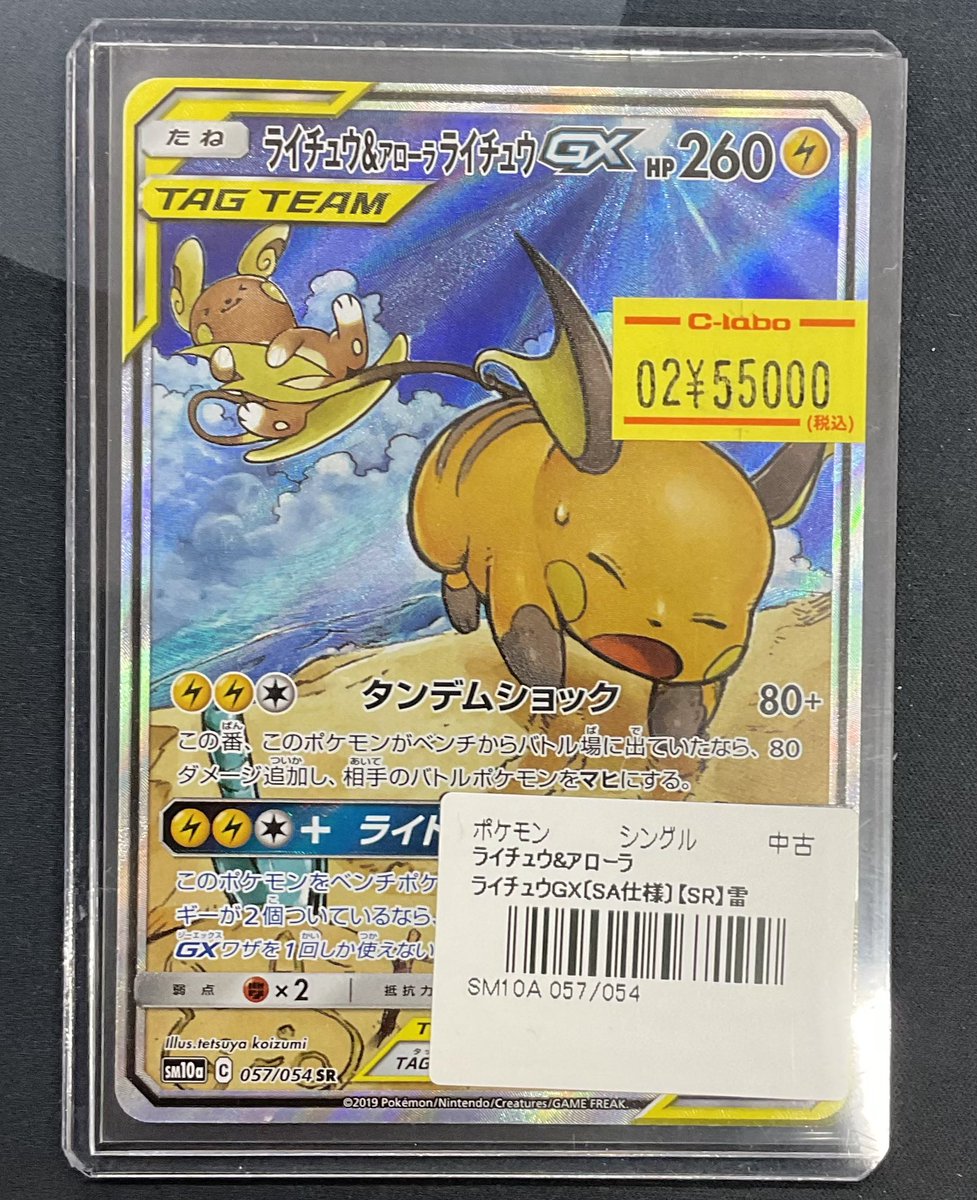 たね
ライチュウ&アローラライチュウGX HP 260
TAG TEAM
C-labo
02¥55000
(税込)
タンデムショック 80+
この番、このポケモンがベンチからバトル場に出ていたなら、80
ダメージ追加し、相手のバトルポケモンをマヒにする。
+ ライ
このポケモンをベンチポケ
ギーが2個ついているなら、
GXワザを1回しか使えない
弱点 ×2 抵抗力
ポケモン シングル 中古
ライチュウ&アローラ
ライチュウGX〔SA仕様〕【SR】雷
SM10A 057/054
Illus.tetsuya koizumi
TAG
sm10a C 057/054 SR
©2019 Pokémon/Nintendo/Creatures/GAME FREAK.